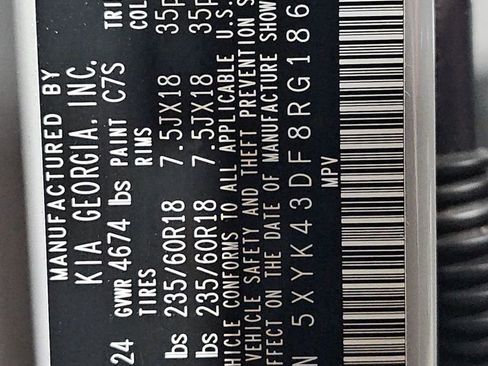 MANUFACTURED BY
KIA GEORGIA, INC.
24 GVWR 4674 lbs PAINT C7S TRI
TIRES RIMS COL
lbs 235/60R18 7.5JX18 35p
lbs 235/60R18 7.5JX18 35p
HICLE CONFORMS TO ALL APPLICABLE U.S.
VEHICLE SAFETY AND THEFT PREVENTION S
EFFECT ON THE DATE OF MANUFACTURE SHOW
N 5XYK43DF8RG186
MPV